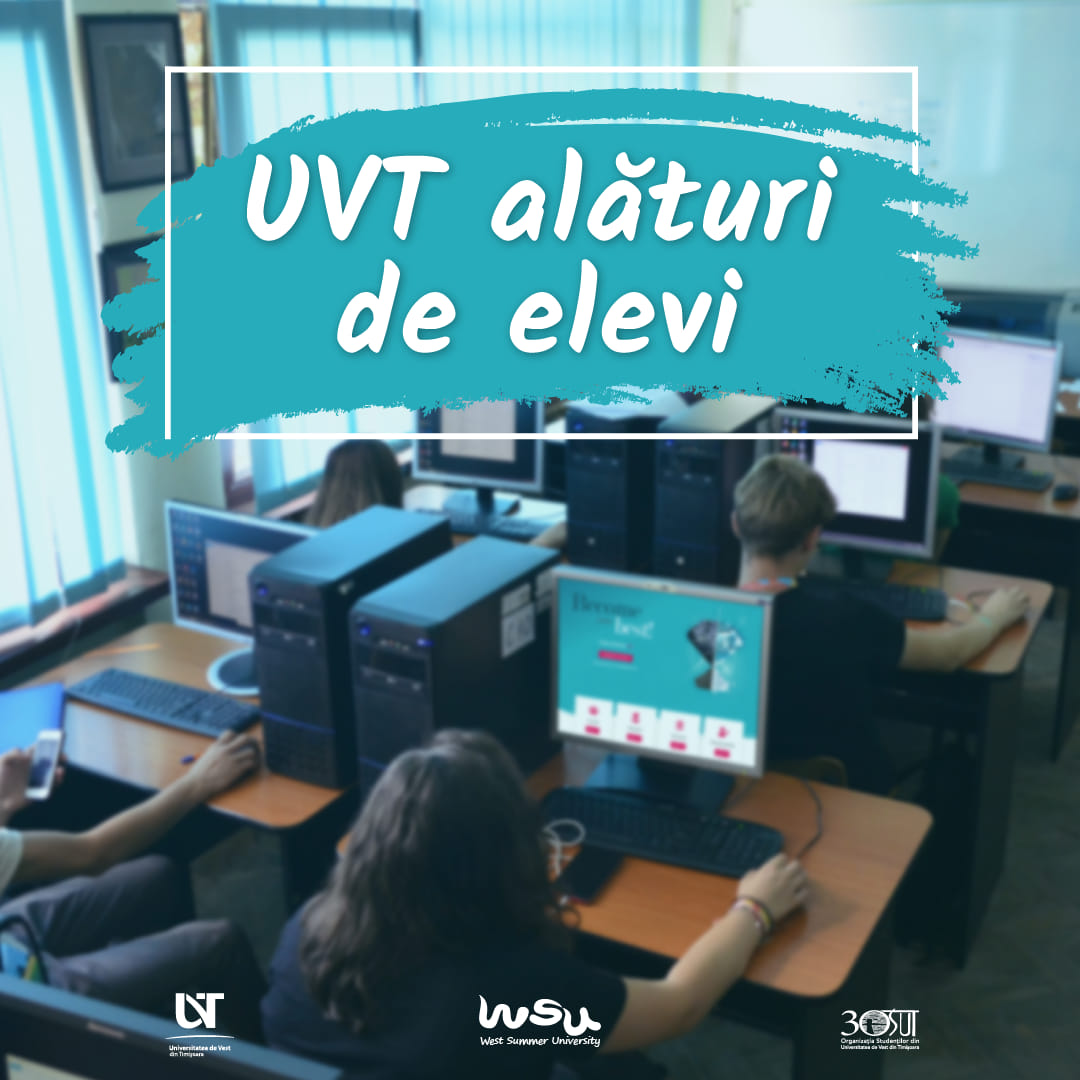 UVT alături
de elevi
Become
best!
UVT
Universitatea de Vest
din Timișoara
wsu
West Summer University
30 OSUT
Organizația Studenților din
Universitatea de Vest din Timișoara